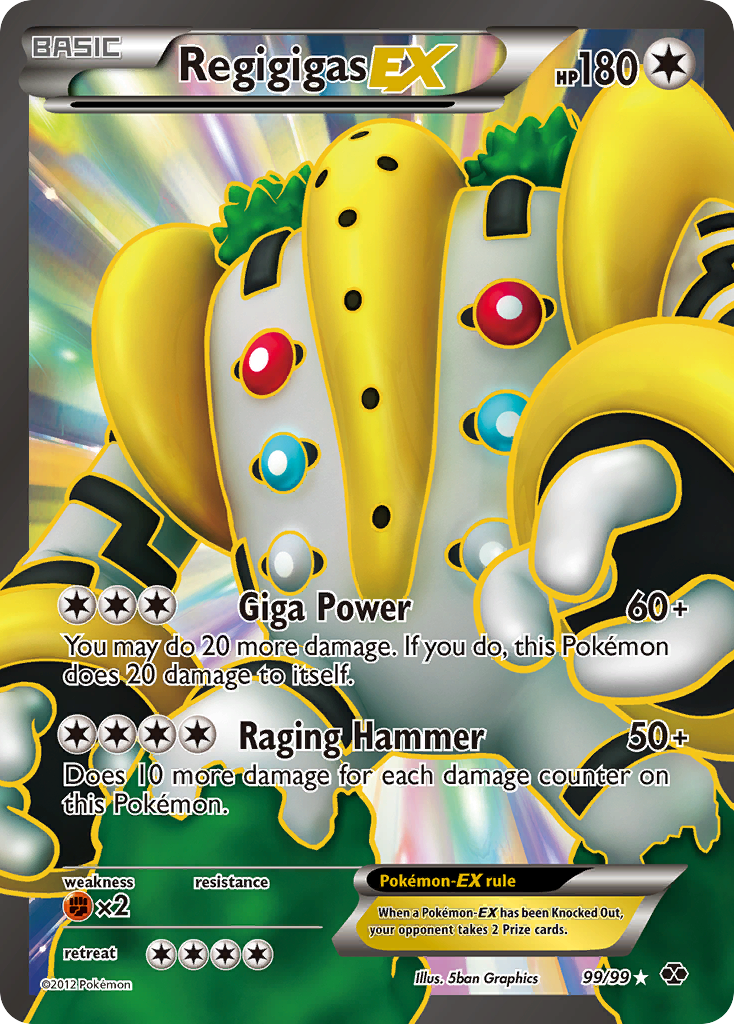 BASIC
Regigigas EX
HP180
Giga Power 60+
You may do 20 more damage. If you do, this Pokémon
does 20 damage to itself.
Raging Hammer 50+
Does 10 more damage for each damage counter on
this Pokémon.
weakness resistance
×2
Pokémon-EX rule
When a Pokémon-EX has been Knocked Out,
your opponent takes 2 Prize cards.
retreat
©2012 Pokémon
Illus. 5ban Graphics
99/99 ★